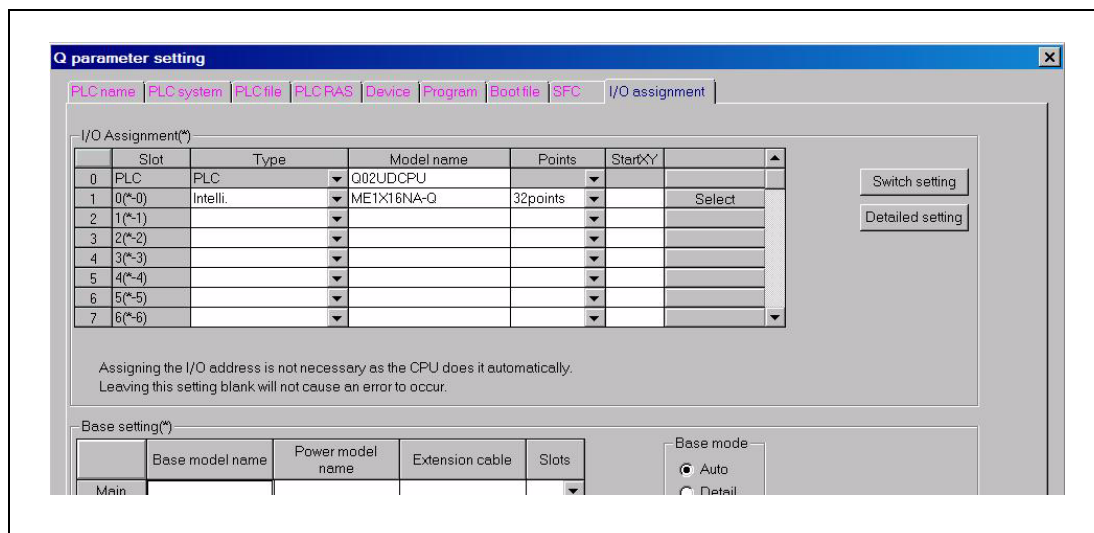 Q parameter setting
PLC name PLC system PLC file PLC RAS Device Program Boot file SFC I/O assignment
I/O Assignment(*)
Slot Type Model name Points StartXY
0 PLC PLC Q02UDCPU
1 0(*-0) Intelli. ME1X16NA-Q 32points Select
2 1(*-1)
3 2(*-2)
4 3(*-3)
5 4(*-4)
6 5(*-5)
7 6(*-6)
Switch setting
Detailed setting
Assigning the I/O address is not necessary as the CPU does it automatically.
Leaving this setting blank will not cause an error to occur.
Base setting(*)
Base model name Power model name Extension cable Slots
Main
Base mode
Auto
Detail